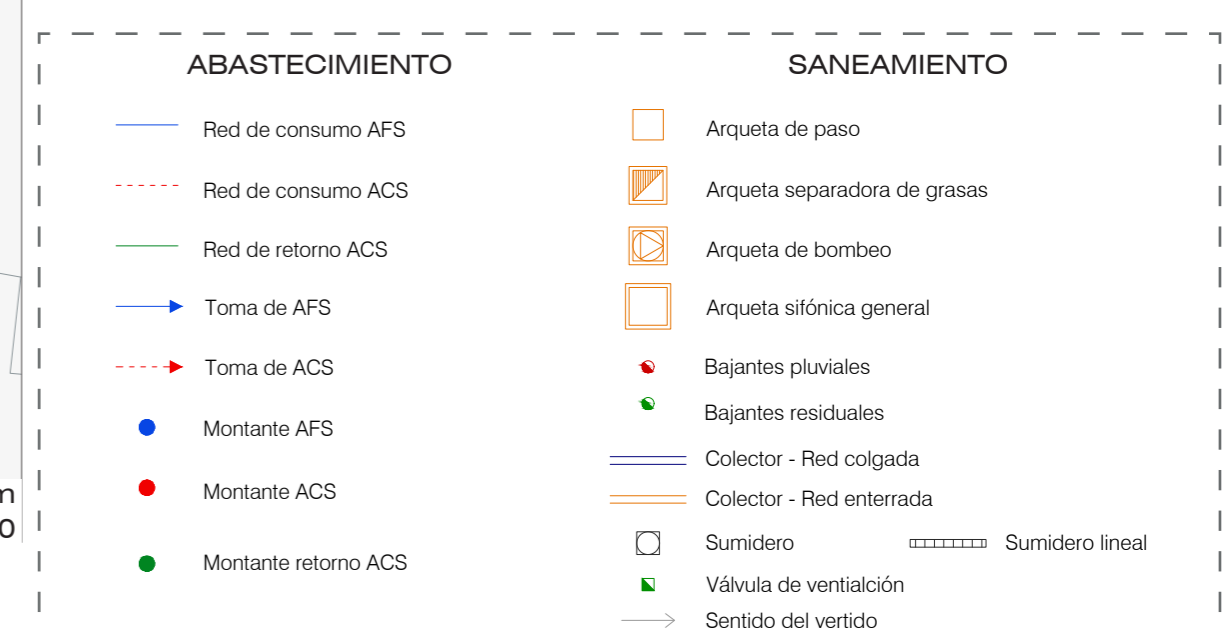 ABASTECIMIENTO
Red de consumo AFS
Red de consumo ACS
Red de retorno ACS
Toma de AFS
Toma de ACS
Montante AFS
Montante ACS
Montante retorno ACS
SANEAMIENTO
Arqueta de paso
Arqueta separadora de grasas
Arqueta de bombeo
Arqueta sifónica general
Bajantes pluviales
Bajantes residuales
Colector - Red colgada
Colector - Red enterrada
Sumidero
Sumidero lineal
Válvula de ventialción
Sentido del vertido
m
0